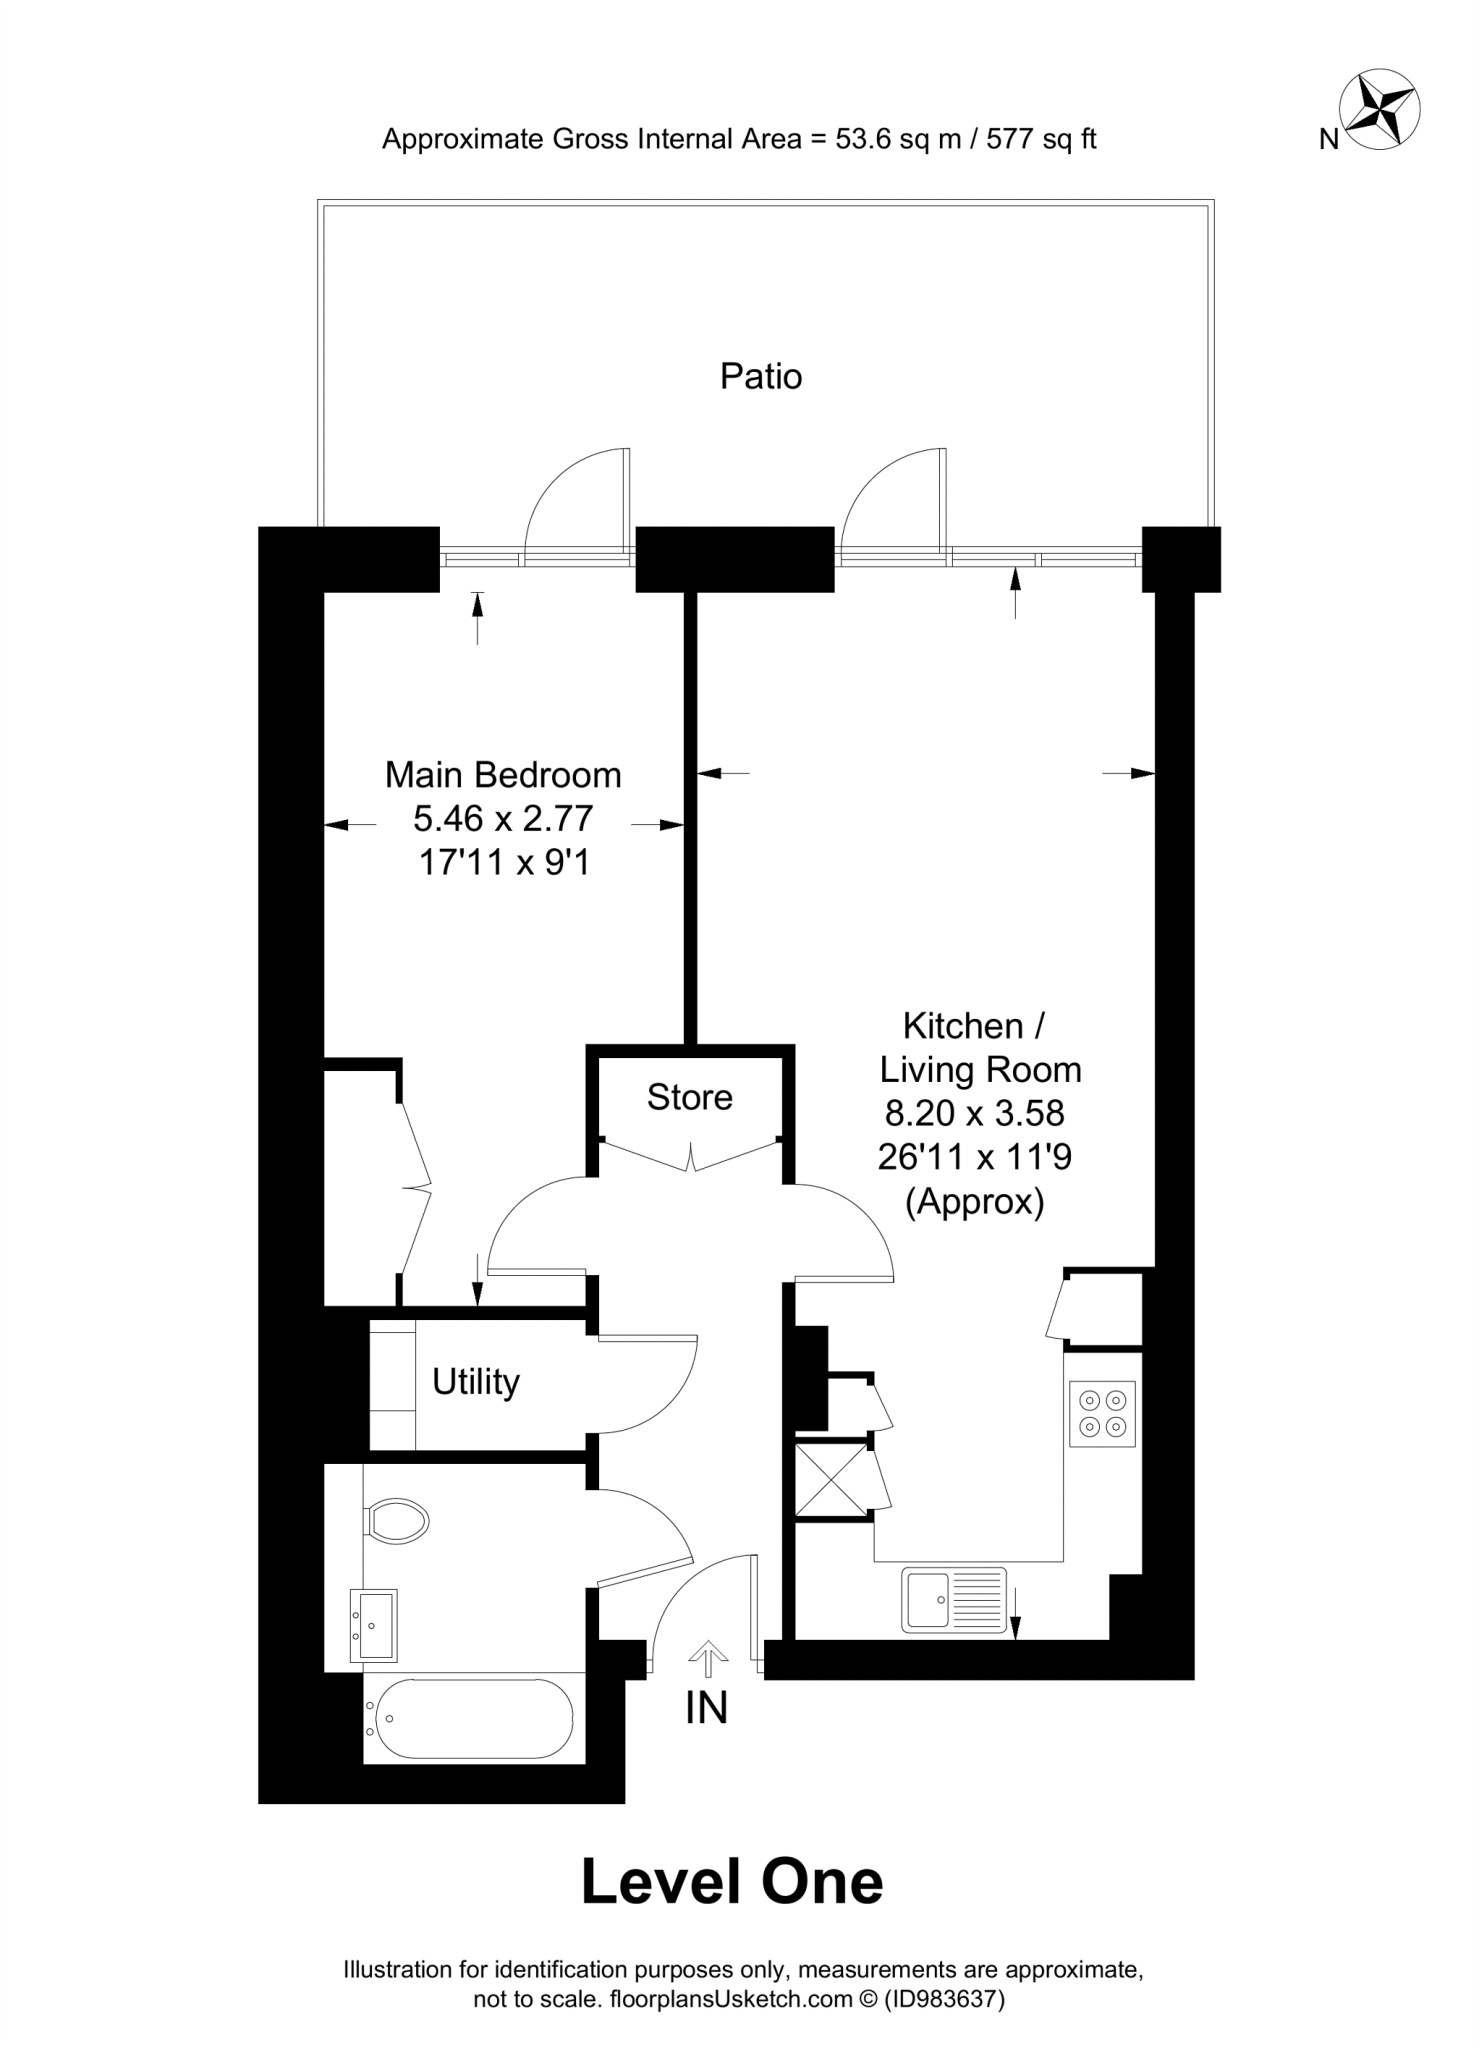 Approximate Gross Internal Area = 53.6 sq m / 577 sq ft
N
Patio
Main Bedroom
5.46 x 2.77
17'11 x 9'1
Kitchen /
Living Room
8.20 x 3.58
26'11 x 11'9
(Approx)
Store
Utility
IN
Level One
Illustration for identification purposes only, measurements are approximate,
not to scale. floorplansUsketch.com © (ID983637)